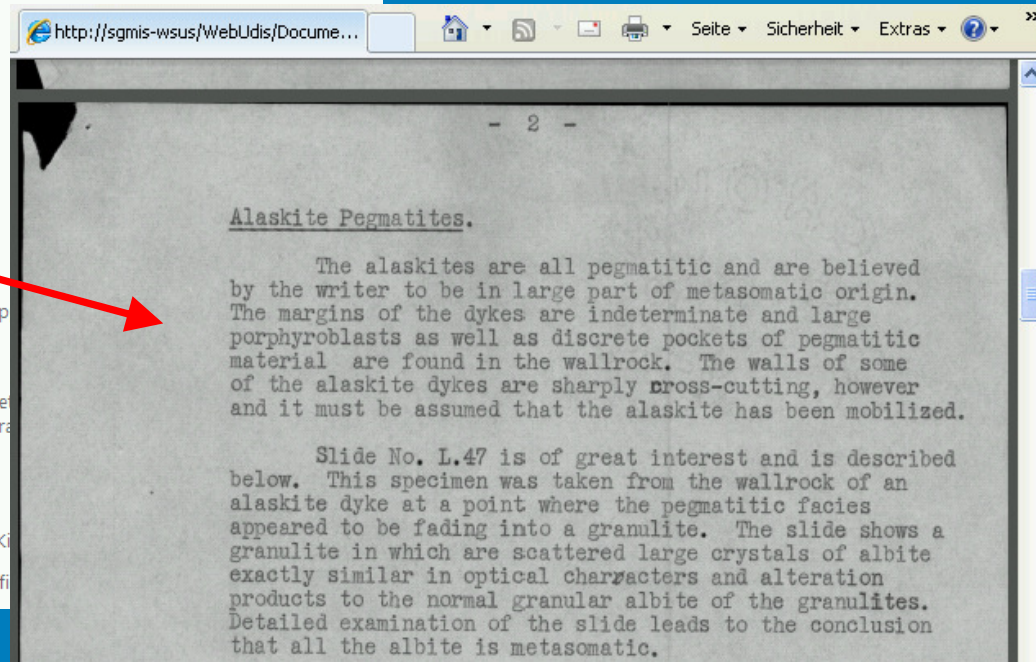 http://sgmis-wsus/WebUdis/Docume...
Seite Sicherheit Extras
- 2 -
Alaskite Pegmatites.
The alaskites are all pegmatitic and are believed
by the writer to be in large part of metasomatic origin.
The margins of the dykes are indeterminate and large
porphyroblasts as well as discrete pockets of pegmatitic
material are found in the wallrock. The walls of some
of the alaskite dykes are sharply cross-cutting, however
and it must be assumed that the alaskite has been mobilized.
Slide No. L.47 is of great interest and is described
below. This specimen was taken from the wallrock of an
alaskite dyke at a point where the pegmatitic facies
appeared to be fading into a granulite. The slide shows a
granulite in which are scattered large crystals of albite
exactly similar in optical characters and alteration
products to the normal granular albite of the granulites.
Detailed examination of the slide leads to the conclusion
that all the albite is metasomatic.